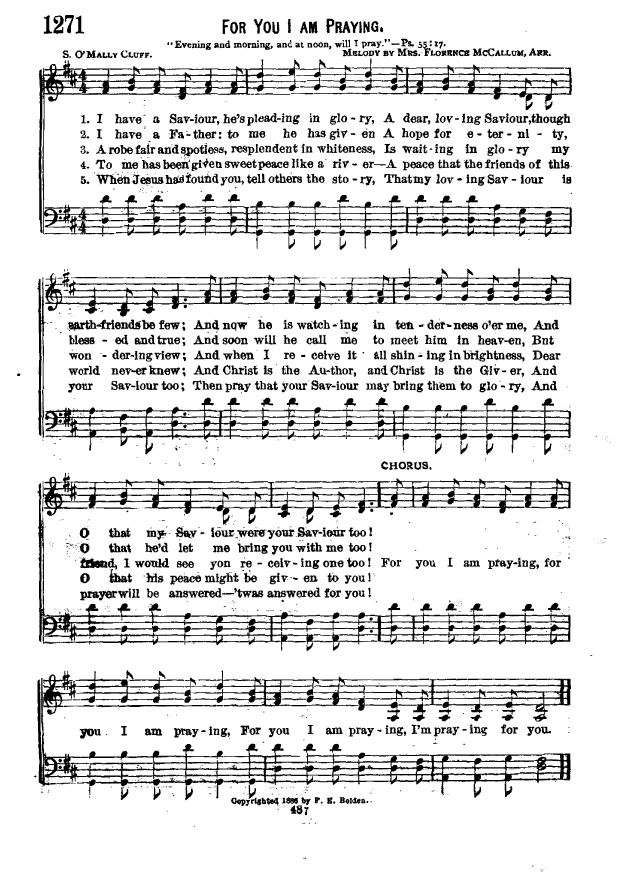 1271
FOR YOU I AM PRAYING.
"Evening and morning, and at noon, will I pray."—Ps. 55:17.
S. O'MALLY CLUFF. MELODY BY MRS. FLORENCE MCCALLUM, ARR.
1. I have a Sav-iour, he's plead-ing in glo-ry, A dear, lov-ing Saviour, though
2. I have a Fa-ther: to me he has giv-en A hope for e-ter-ni-ty,
3. A robe fair and spotless, resplendent in whiteness, Is wait-ing in glo-ry my
4. To me has been given sweet peace like a riv-er—A peace that the friends of this
5. When Jesus has found you, tell others the sto-ry, That my lov-ing Sav-iour is
earth-friends be few; And now he is watch-ing in ten-der-ness o'er me, And
bless-ed and true; And soon will he call me to meet him in heav-en, But
won-dering view; And when I re-ceive it all shin-ing in brightness, Dear
world nev-er knew; And Christ is the Au-thor, and Christ is the Giv-er, And
your Sav-iour too; Then pray that your Saviour may bring them to glo-ry, And
CHORUS.
O that my Sav-iour were your Saviour too!
O that he'd let me bring you with me too!
friend, I would see you re-ceiv-ing one too! For you I am pray-ing, for
O that his peace might be giv-en to you!
prayer will be answered—'twas answered for you!
you I am pray-ing, For you I am pray-ing, I'm pray-ing for you.
Copyrighted 1886 by F. E. Belden.
487